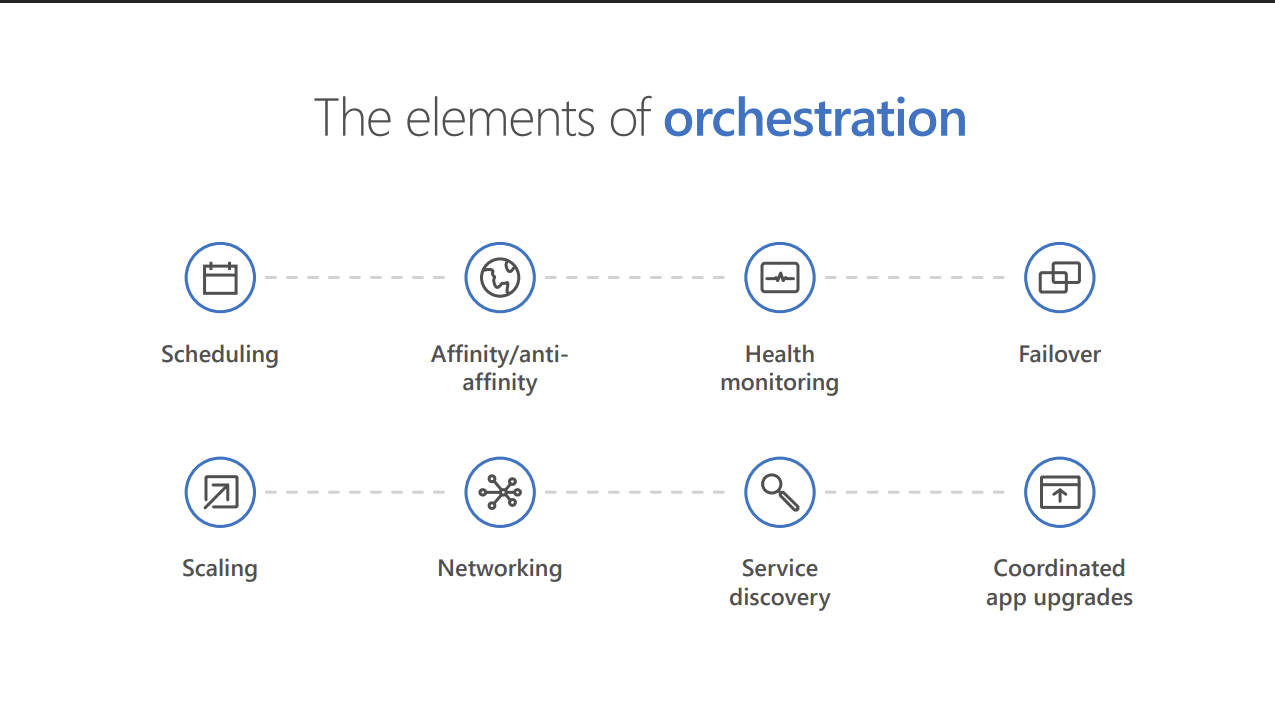 The elements of orchestration
Scheduling
Affinity/anti-
affinity
Health
monitoring
Failover
Scaling
Networking
Service
discovery
Coordinated
app upgrades